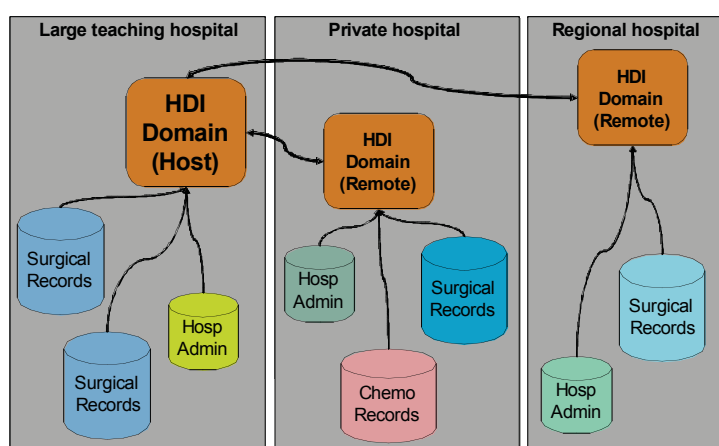 Large teaching hospital
Private hospital
Regional hospital
HDI
Domain
(Host)
HDI
Domain
(Remote)
HDI
Domain
(Remote)
Surgical
Records
Surgical
Records
Hosp
Admin
Hosp
Admin
Chemo
Records
Surgical
Records
Hosp
Admin
Surgical
Records